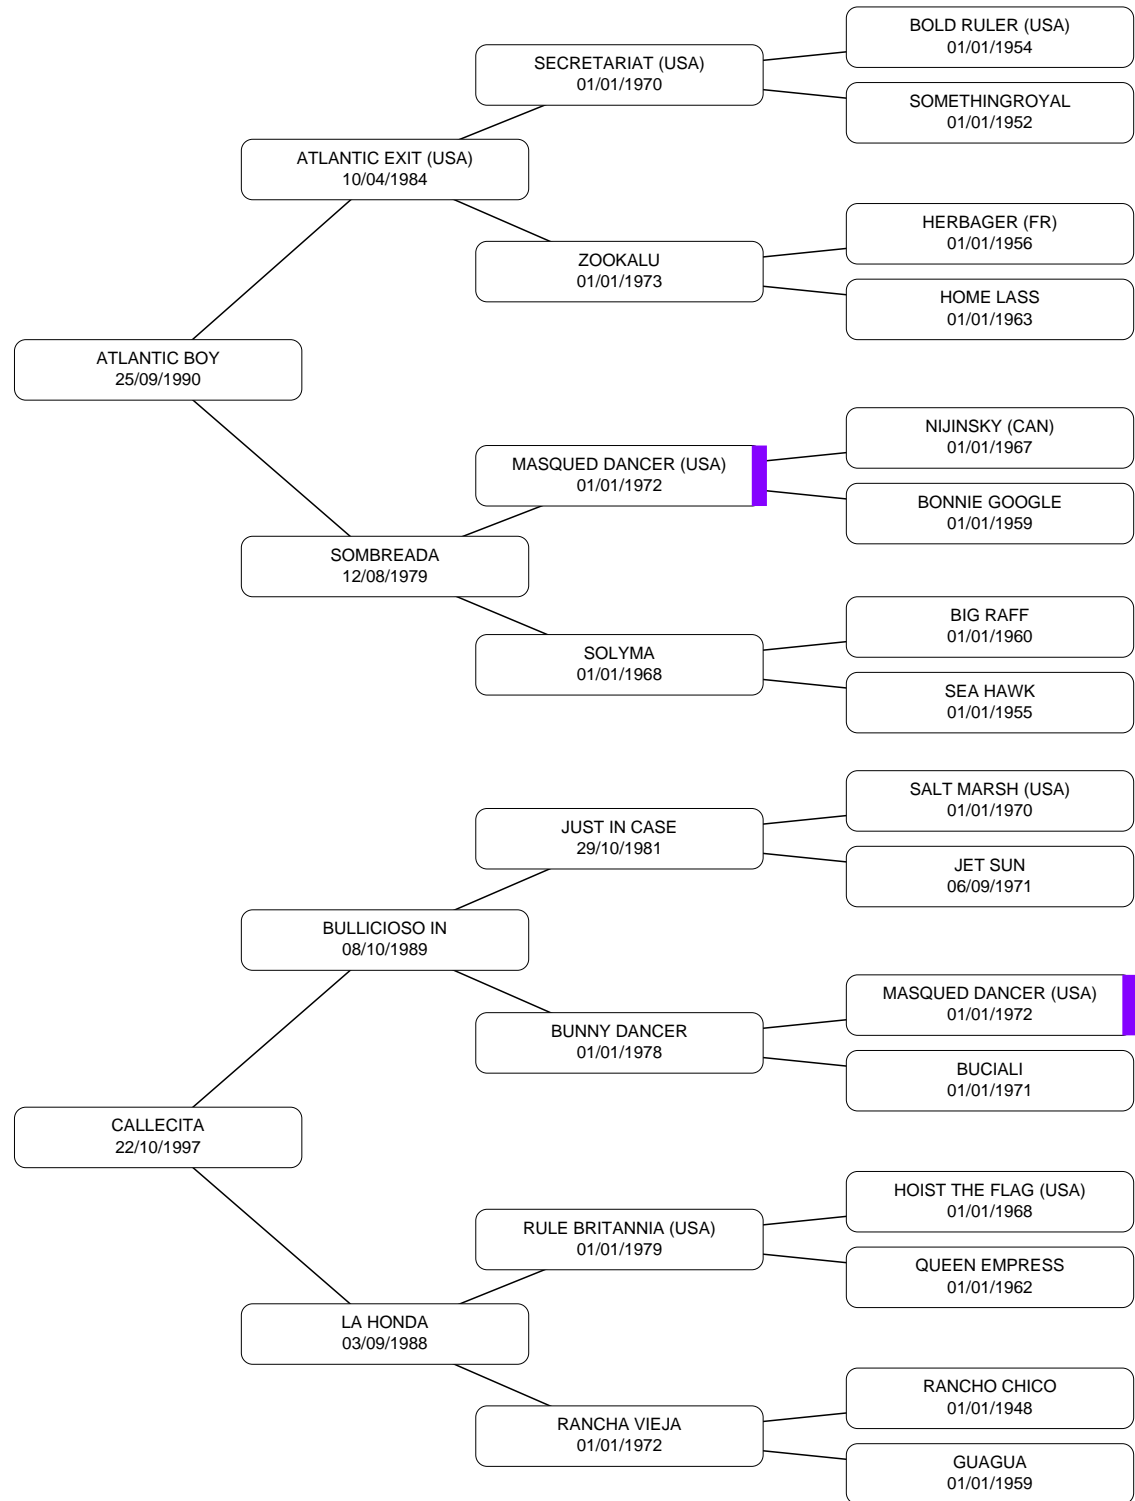 BOLD RULER (USA)
01/01/1954
SECRETARIAT (USA)
01/01/1970
SOMETHINGROYAL
01/01/1952
ATLANTIC EXIT (USA)
10/04/1984
HERBAGER (FR)
01/01/1956
ZOOKALU
01/01/1973
HOME LASS
01/01/1963
ATLANTIC BOY
25/09/1990
NIJINSKY (CAN)
01/01/1967
MASQUED DANCER (USA)
01/01/1972
BONNIE GOOGLE
01/01/1959
SOMBREADA
12/08/1979
BIG RAFF
01/01/1960
SOLYMA
01/01/1968
SEA HAWK
01/01/1955
SALT MARSH (USA)
01/01/1970
JUST IN CASE
29/10/1981
JET SUN
06/09/1971
BULLICIOSO IN
08/10/1989
MASQUED DANCER (USA)
01/01/1972
BUNNY DANCER
01/01/1978
BUCIALI
01/01/1971
CALLECITA
22/10/1997
HOIST THE FLAG (USA)
01/01/1968
RULE BRITANNIA (USA)
01/01/1979
QUEEN EMPRESS
01/01/1962
LA HONDA
03/09/1988
RANCHO CHICO
01/01/1948
RANCHA VIEJA
01/01/1972
GUAGUA
01/01/1959